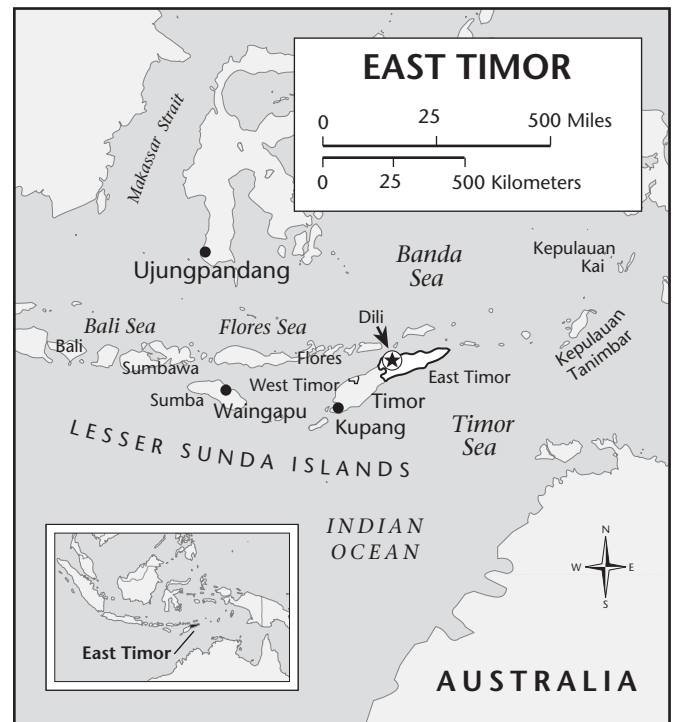 EAST TIMOR
0 25 500 Miles
0 25 500 Kilometers
Makassar Strait
Ujungpandang
Banda
Sea
Kepulauan
Kai
Bali Sea
Flores Sea
Dili
Bali
Sumbawa
Flores
Kepulauan
Tanimbar
Sumba
Waingapu
West Timor
East Timor
Timor
Kupang
Timor
Sea
LESSER SUNDA ISLANDS
INDIAN
OCEAN
N
W E
S
East Timor
AUSTRALIA